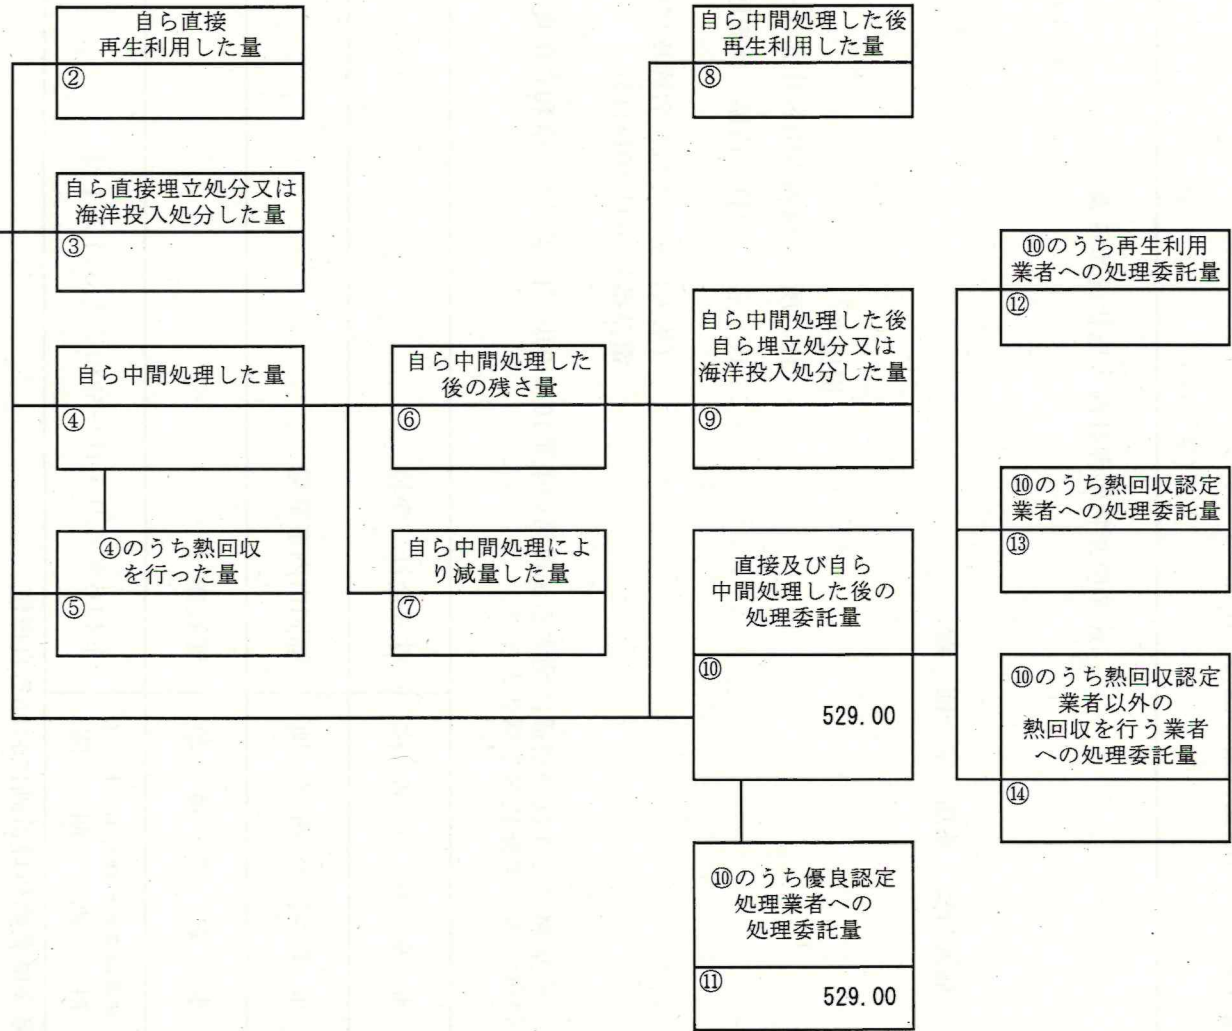 自ら直接
再生利用した量
②
自ら直接埋立処分又は
海洋投入処分した量
③
自ら中間処理した量
④
④のうち熱回収
を行った量
⑤
自ら中間処理した
後の残さ量
⑥
自ら中間処理によ
り減量した量
⑦
自ら中間処理した後
再生利用した量
⑧
自ら中間処理した後
自ら埋立処分又は
海洋投入処分した量
⑨
直接及び自ら
中間処理した後の
処理委託量
⑩
529.00
⑩のうち優良認定
処理業者への
処理委託量
⑪
529.00
⑩のうち再生利用
業者への処理委託量
⑫
⑩のうち熱回収認定
業者への処理委託量
⑬
⑩のうち熱回収認定
業者以外の
熱回収を行う業者
への処理委託量
⑭